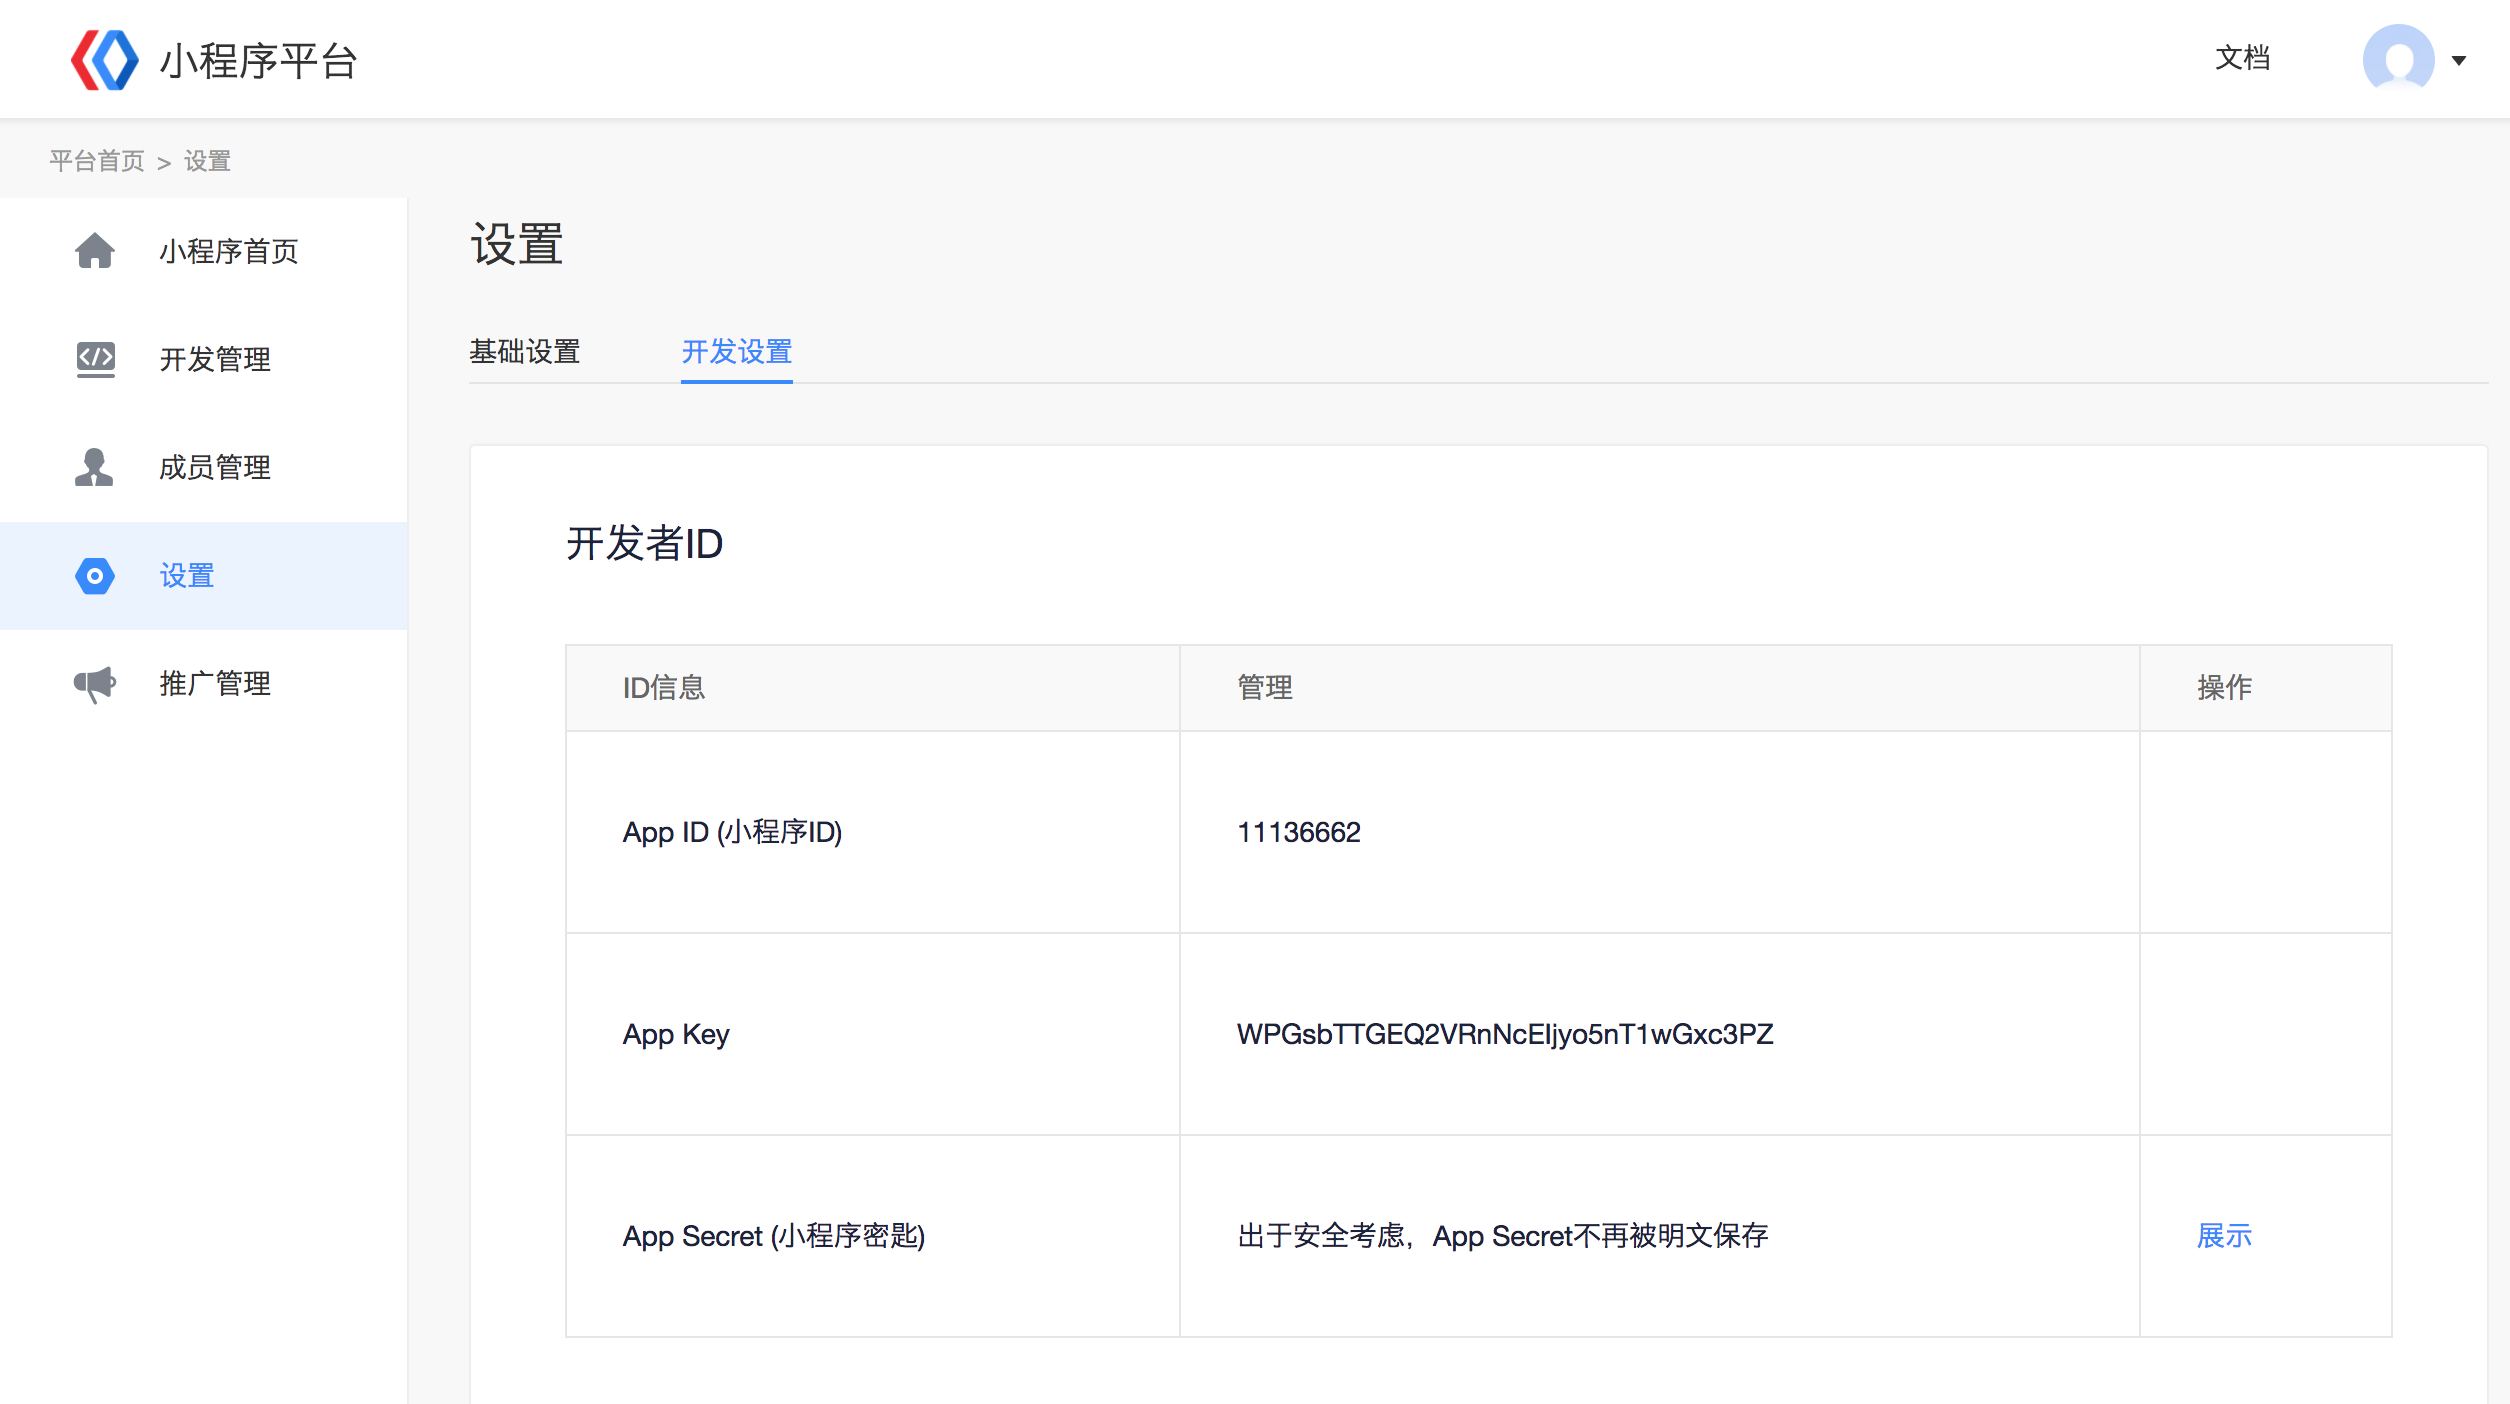 小程序平台
文档
平台首页 > 设置
小程序首页
开发管理
成员管理
设置
推广管理
设置
基础设置 开发设置
开发者ID
ID信息 管理 操作
App ID (小程序ID) 11136662
App Key WPGsbTTGEQ2VRnNcEIjyo5nT1wGxc3PZ
App Secret (小程序密匙) 出于安全考虑，App Secret不再被明文保存 展示